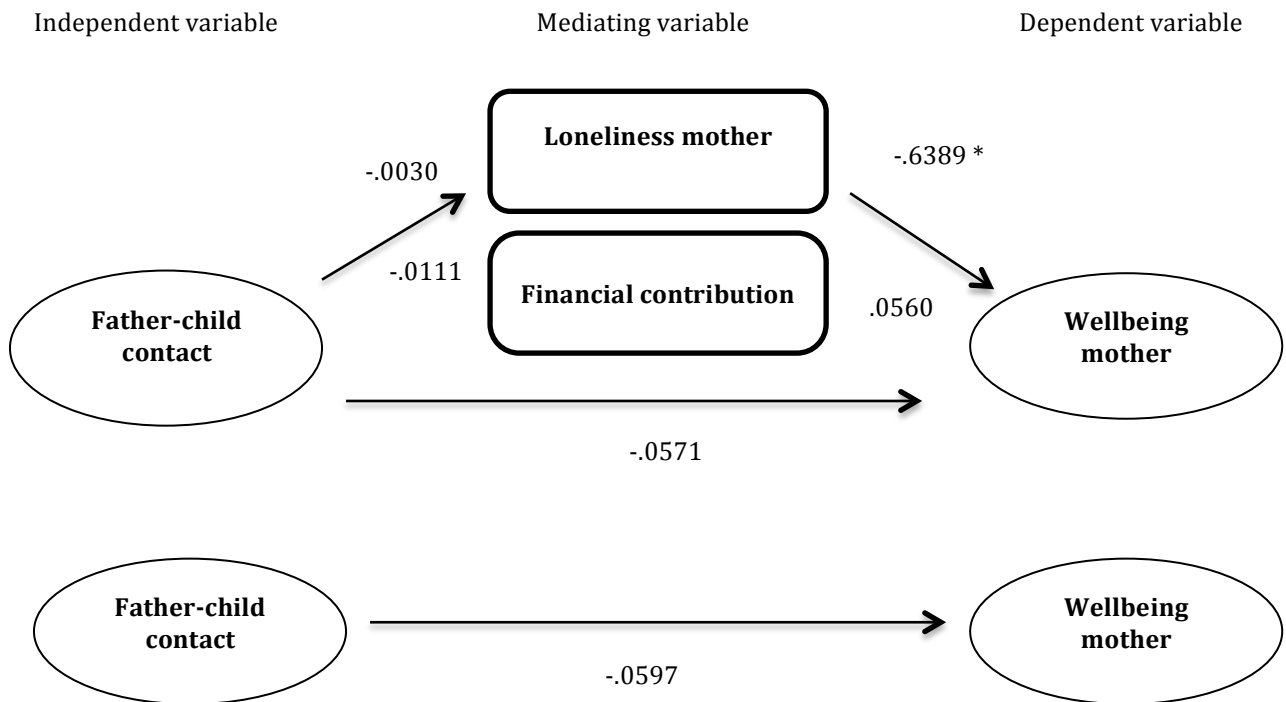 Independent variable
Mediating variable
Dependent variable
Loneliness mother
-.0030
-.6389 *
-.0111
Financial contribution
.0560
Father-child
contact
Wellbeing
mother
-.0571
Father-child
contact
Wellbeing
mother
-.0597